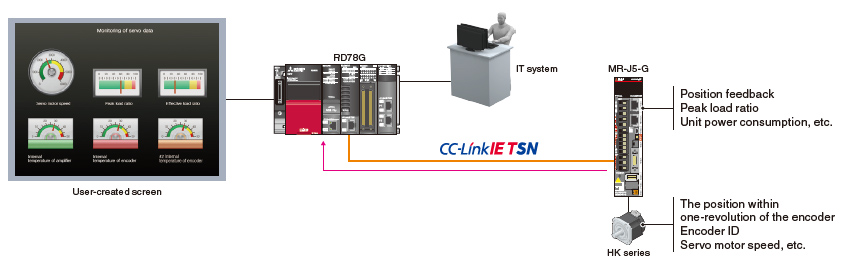 Monitoring of servo data
Servo motor speed
Peak load ratio
Effective load ratio
Internal
temperature of amplifier
Internal
temperature of encoder
temperature of encoder
User-created screen
RD78G
IT system
CC-Link IE TSN
MR-J5-G
Position feedback
Peak load ratio
Unit power consumption, etc.
HK series
The position within
one-revolution of the encoder
Encoder ID
Servo motor speed, etc.